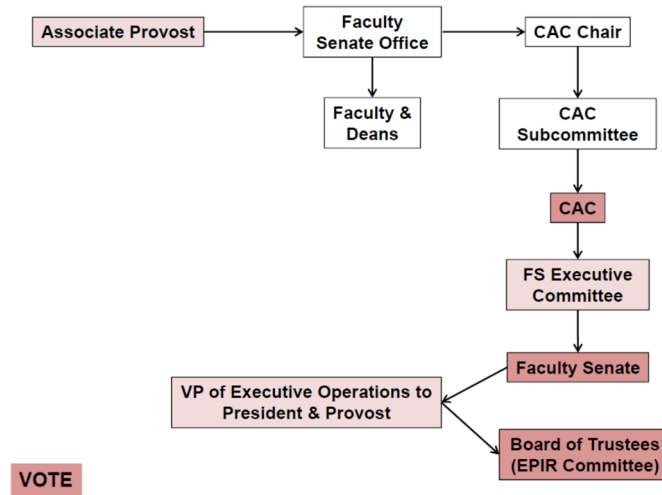 Associate Provost
Faculty
Senate Office
CAC Chair
Faculty &
Deans
CAC
Subcommittee
CAC
FS Executive
Committee
Faculty Senate
VP of Executive Operations to
President & Provost
Board of Trustees
(EPIR Committee)
VOTE